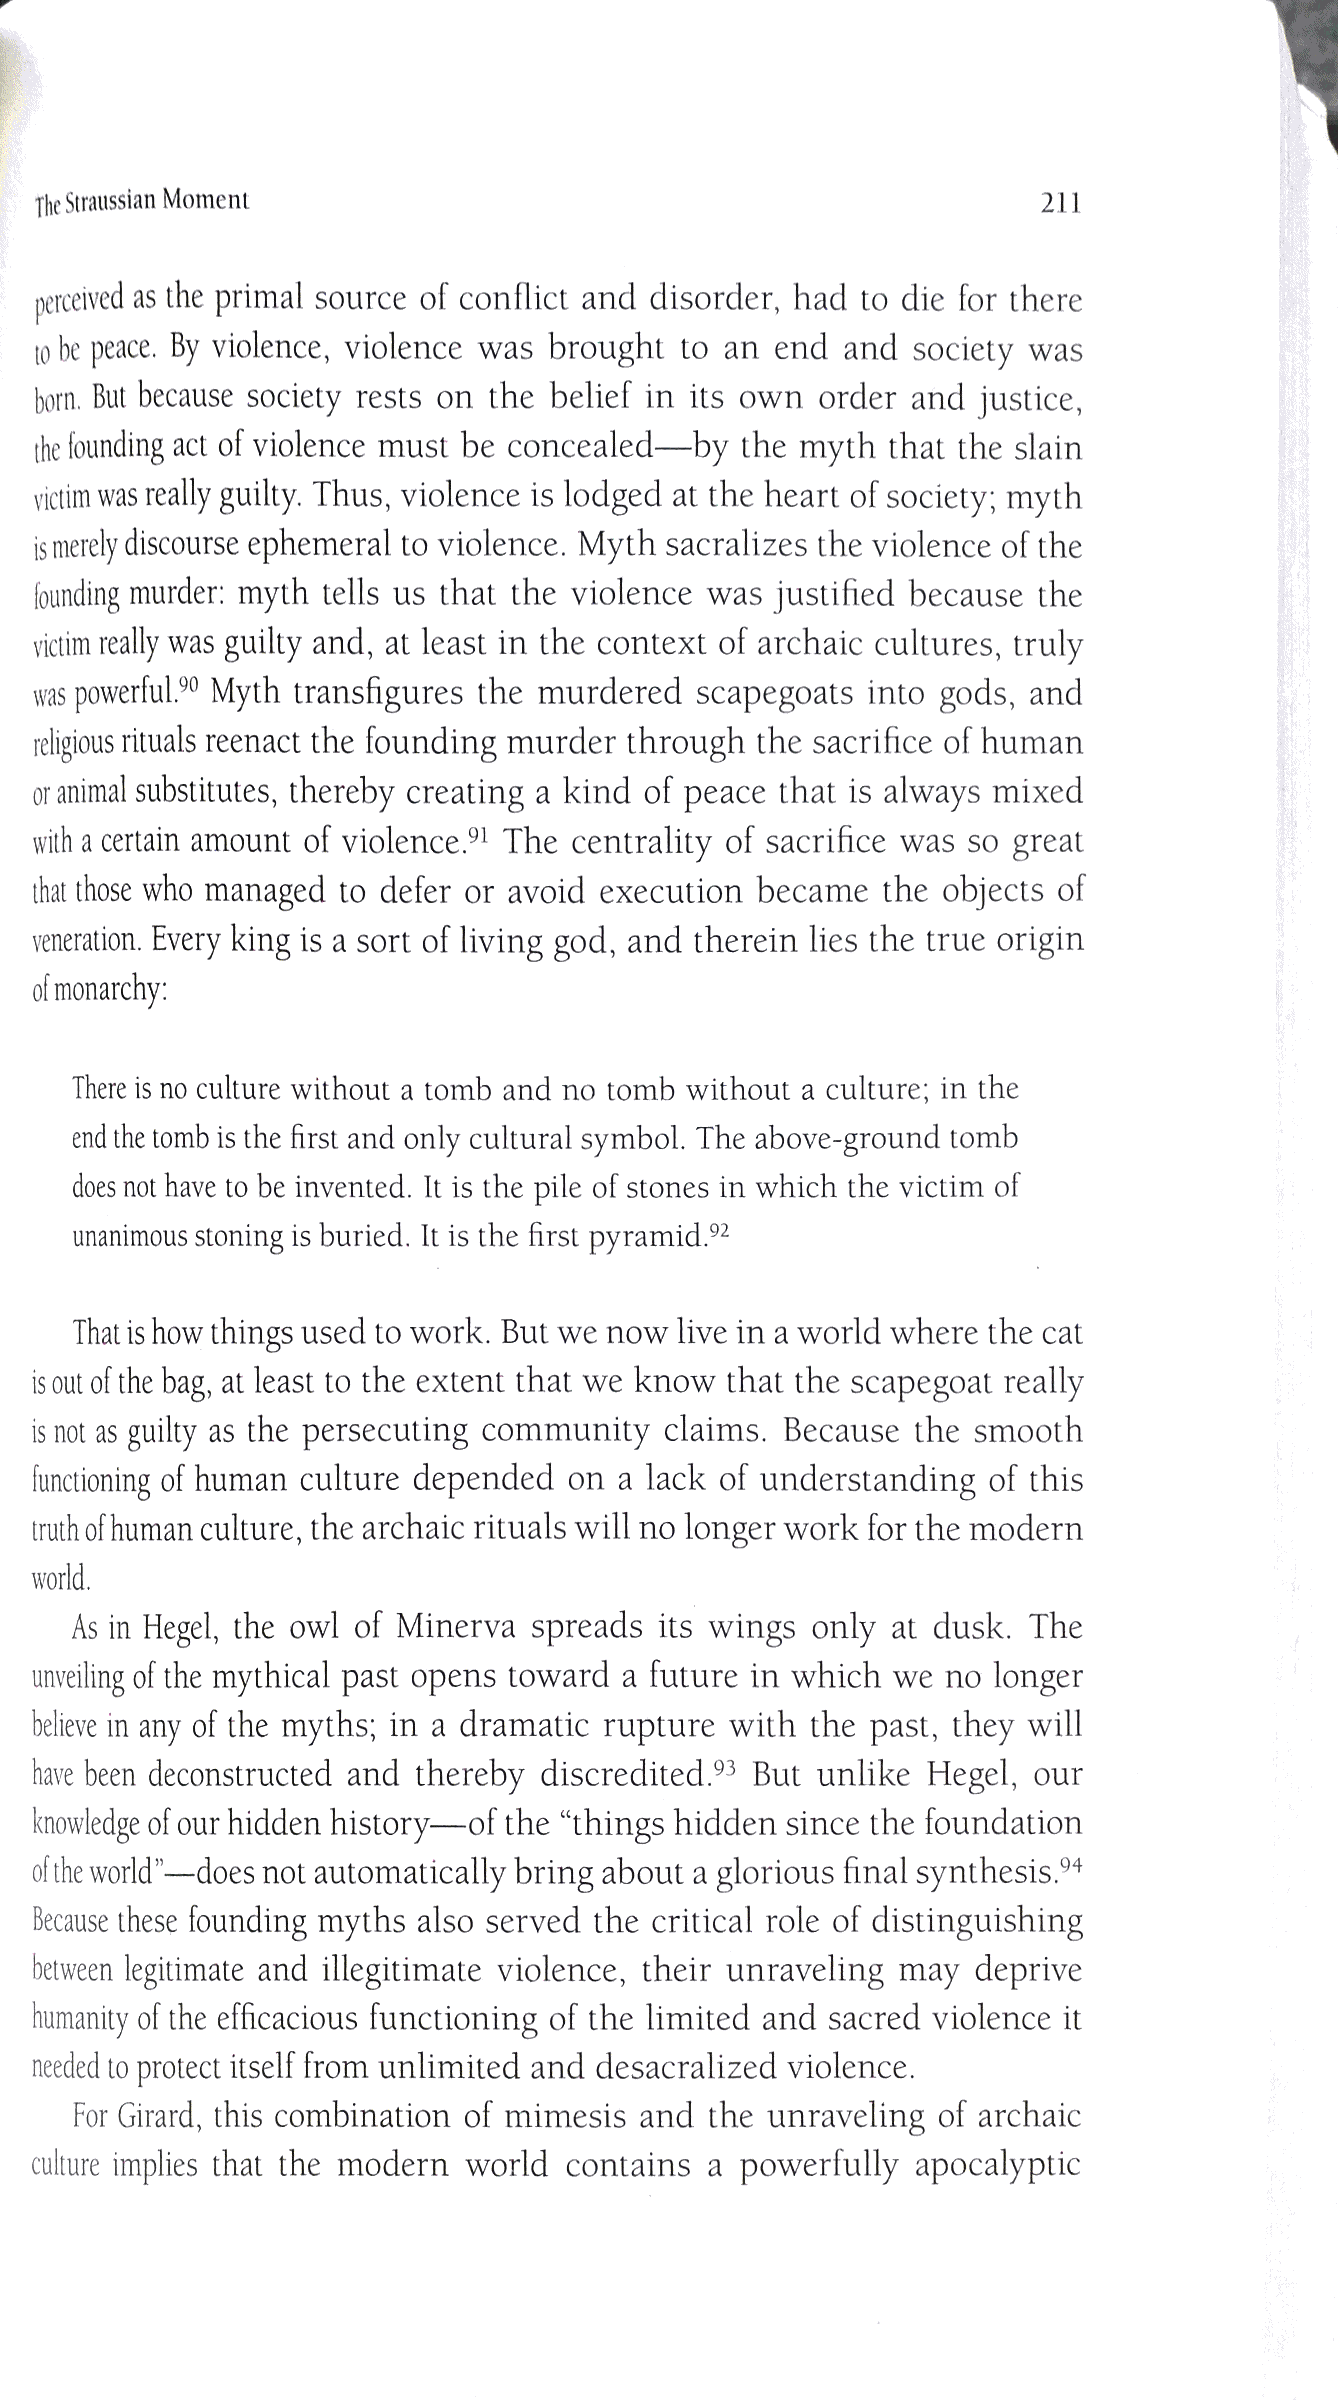 The Straussian Moment 211
perceived as the primal source of conflict and disorder, had to die for there
to be peace. By violence, violence was brought to an end and society was
born. But because society rests on the belief in its own order and justice,
the founding act of violence must be concealed—by the myth that the slain
victim was really guilty. Thus, violence is lodged at the heart of society; myth
is merely discourse ephemeral to violence. Myth sacralizes the violence of the
founding murder: myth tells us that the violence was justified because the
victim really was guilty and, at least in the context of archaic cultures, truly
was powerful.⁹⁰ Myth transfigures the murdered scapegoats into gods, and
religious rituals reenact the founding murder through the sacrifice of human
or animal substitutes, thereby creating a kind of peace that is always mixed
with a certain amount of violence.⁹¹ The centrality of sacrifice was so great
that those who managed to defer or avoid execution became the objects of
veneration. Every king is a sort of living god, and therein lies the true origin
of monarchy:
There is no culture without a tomb and no tomb without a culture; in the
end the tomb is the first and only cultural symbol. The above-ground tomb
does not have to be invented. It is the pile of stones in which the victim of
unanimous stoning is buried. It is the first pyramid.⁹²
That is how things used to work. But we now live in a world where the cat
is out of the bag, at least to the extent that we know that the scapegoat really
is not as guilty as the persecuting community claims. Because the smooth
functioning of human culture depended on a lack of understanding of this
truth of human culture, the archaic rituals will no longer work for the modern
world.
As in Hegel, the owl of Minerva spreads its wings only at dusk. The
unveiling of the mythical past opens toward a future in which we no longer
believe in any of the myths; in a dramatic rupture with the past, they will
have been deconstructed and thereby discredited.⁹³ But unlike Hegel, our
knowledge of our hidden history—of the “things hidden since the foundation
of the world”—does not automatically bring about a glorious final synthesis.⁹⁴
Because these founding myths also served the critical role of distinguishing
between legitimate and illegitimate violence, their unraveling may deprive
humanity of the efficacious functioning of the limited and sacred violence it
needed to protect itself from unlimited and desacralized violence.
For Girard, this combination of mimesis and the unraveling of archaic
culture implies that the modern world contains a powerfully apocalyptic